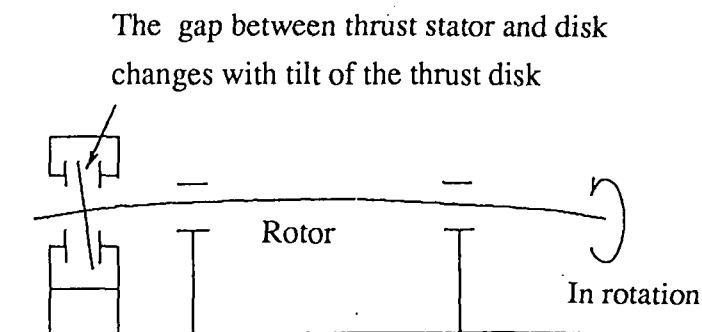 The gap between thrust stator and disk
changes with tilt of the thrust disk
Rotor
In rotation